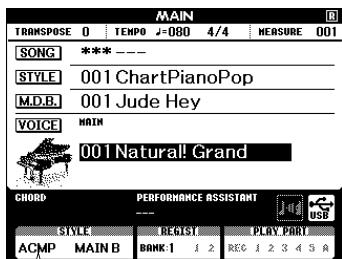 MAIN R
TRANSPOSE 0 TEMPO ♩=080 4/4 MEASURE 001
SONG *** ---
STYLE 001 ChartPianoPop
M.D.B. 001 Jude Hey
VOICE MAIN
001 Natural! Grand
CHORD PERFORMANCE ASSISTANT
---
USB
STYLE REGIST PLAY PART
ACMP MAIN B BANK:1 1 2 REC 1 2 3 4 5 A